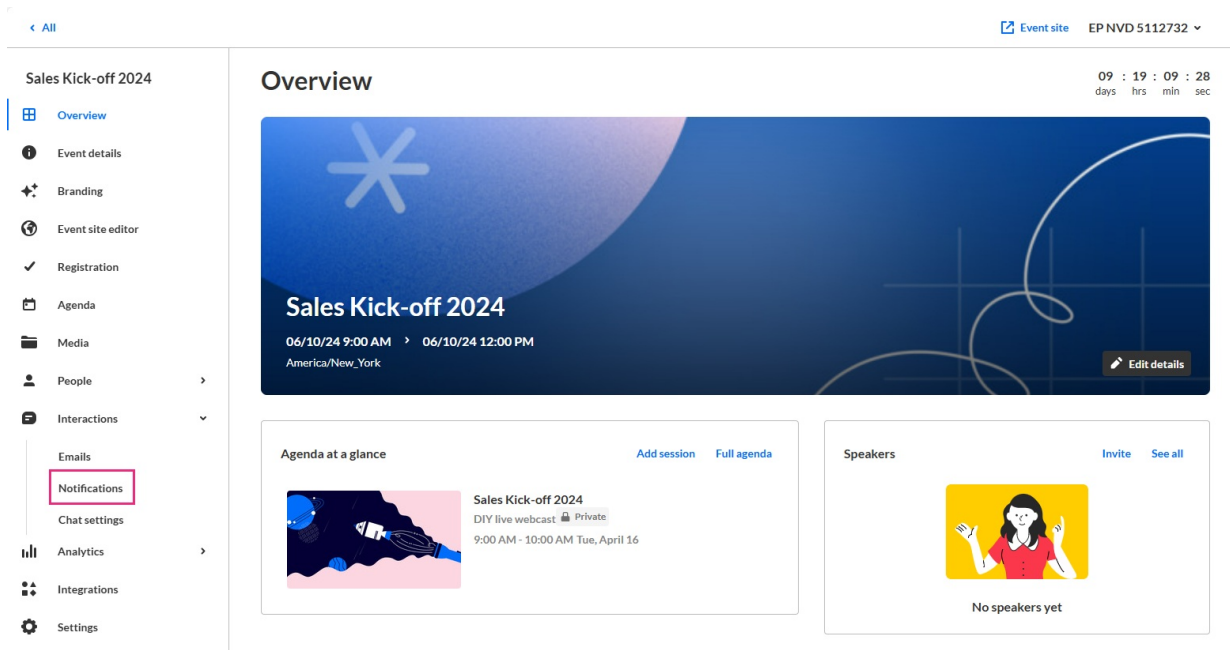 All
Event site
EP NVD 5112732
Sales Kick-off 2024
Overview
Event details
Branding
Event site editor
Registration
Agenda
Media
People
Interactions
Emails
Notifications
Chat settings
Analytics
Integrations
Settings
Overview
09 : 19 : 09 : 28
days hrs min sec
Sales Kick-off 2024
06/10/24 9:00 AM 06/10/24 12:00 PM
America/New_York
Edit details
Agenda at a glance
Add session
Full agenda
Sales Kick-off 2024
DIY live webcast Private
9:00 AM - 10:00 AM Tue, April 16
Speakers
Invite
See all
No speakers yet